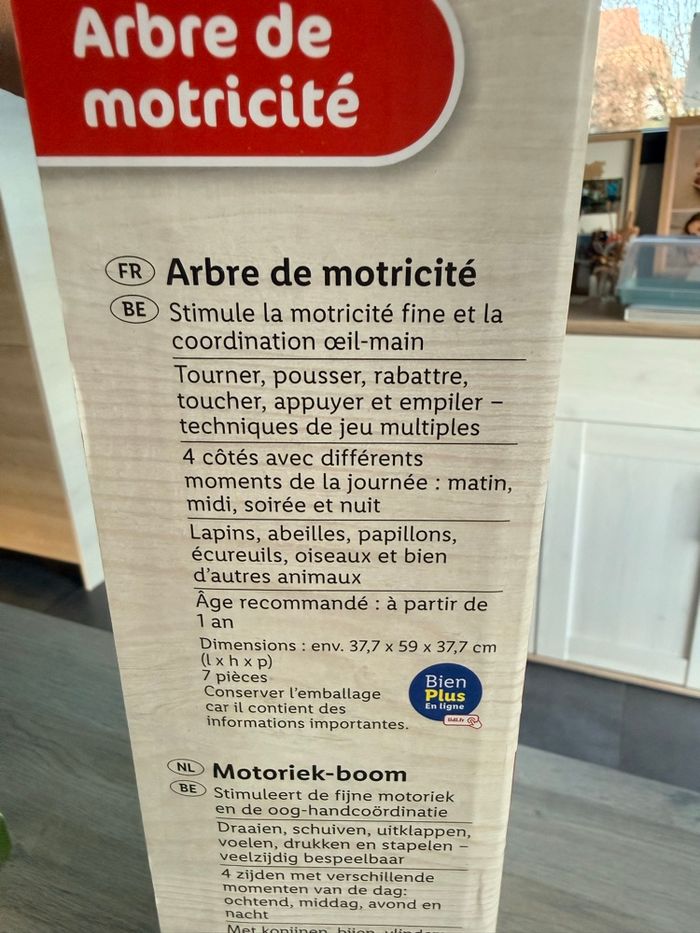 Arbre de
motricité
FR Arbre de motricité
BE Stimule la motricité fine et la
coordination œil-main
Tourner, pousser, rabattre,
toucher, appuyer et empiler –
techniques de jeu multiples
4 côtés avec différents
moments de la journée : matin,
midi, soirée et nuit
Lapins, abeilles, papillons,
écureuils, oiseaux et bien
d'autres animaux
Âge recommandé : à partir de
1 an
Dimensions : env. 37,7 x 59 x 37,7 cm
(l x h x p)
7 pièces
Conserver l'emballage
car il contient des
informations importantes.
Bien
Plus
En ligne
lidl.fr
NL Motoriek-boom
BE Stimuleert de fijne motoriek
en de oog-handcoördinatie
Draaien, schuiven, uitklappen,
voelen, drukken en stapelen –
veelzijdig bespeelbaar
4 zijden met verschillende
momenten van de dag:
ochtend, middag, avond en
nacht
Met konijnen, bijen